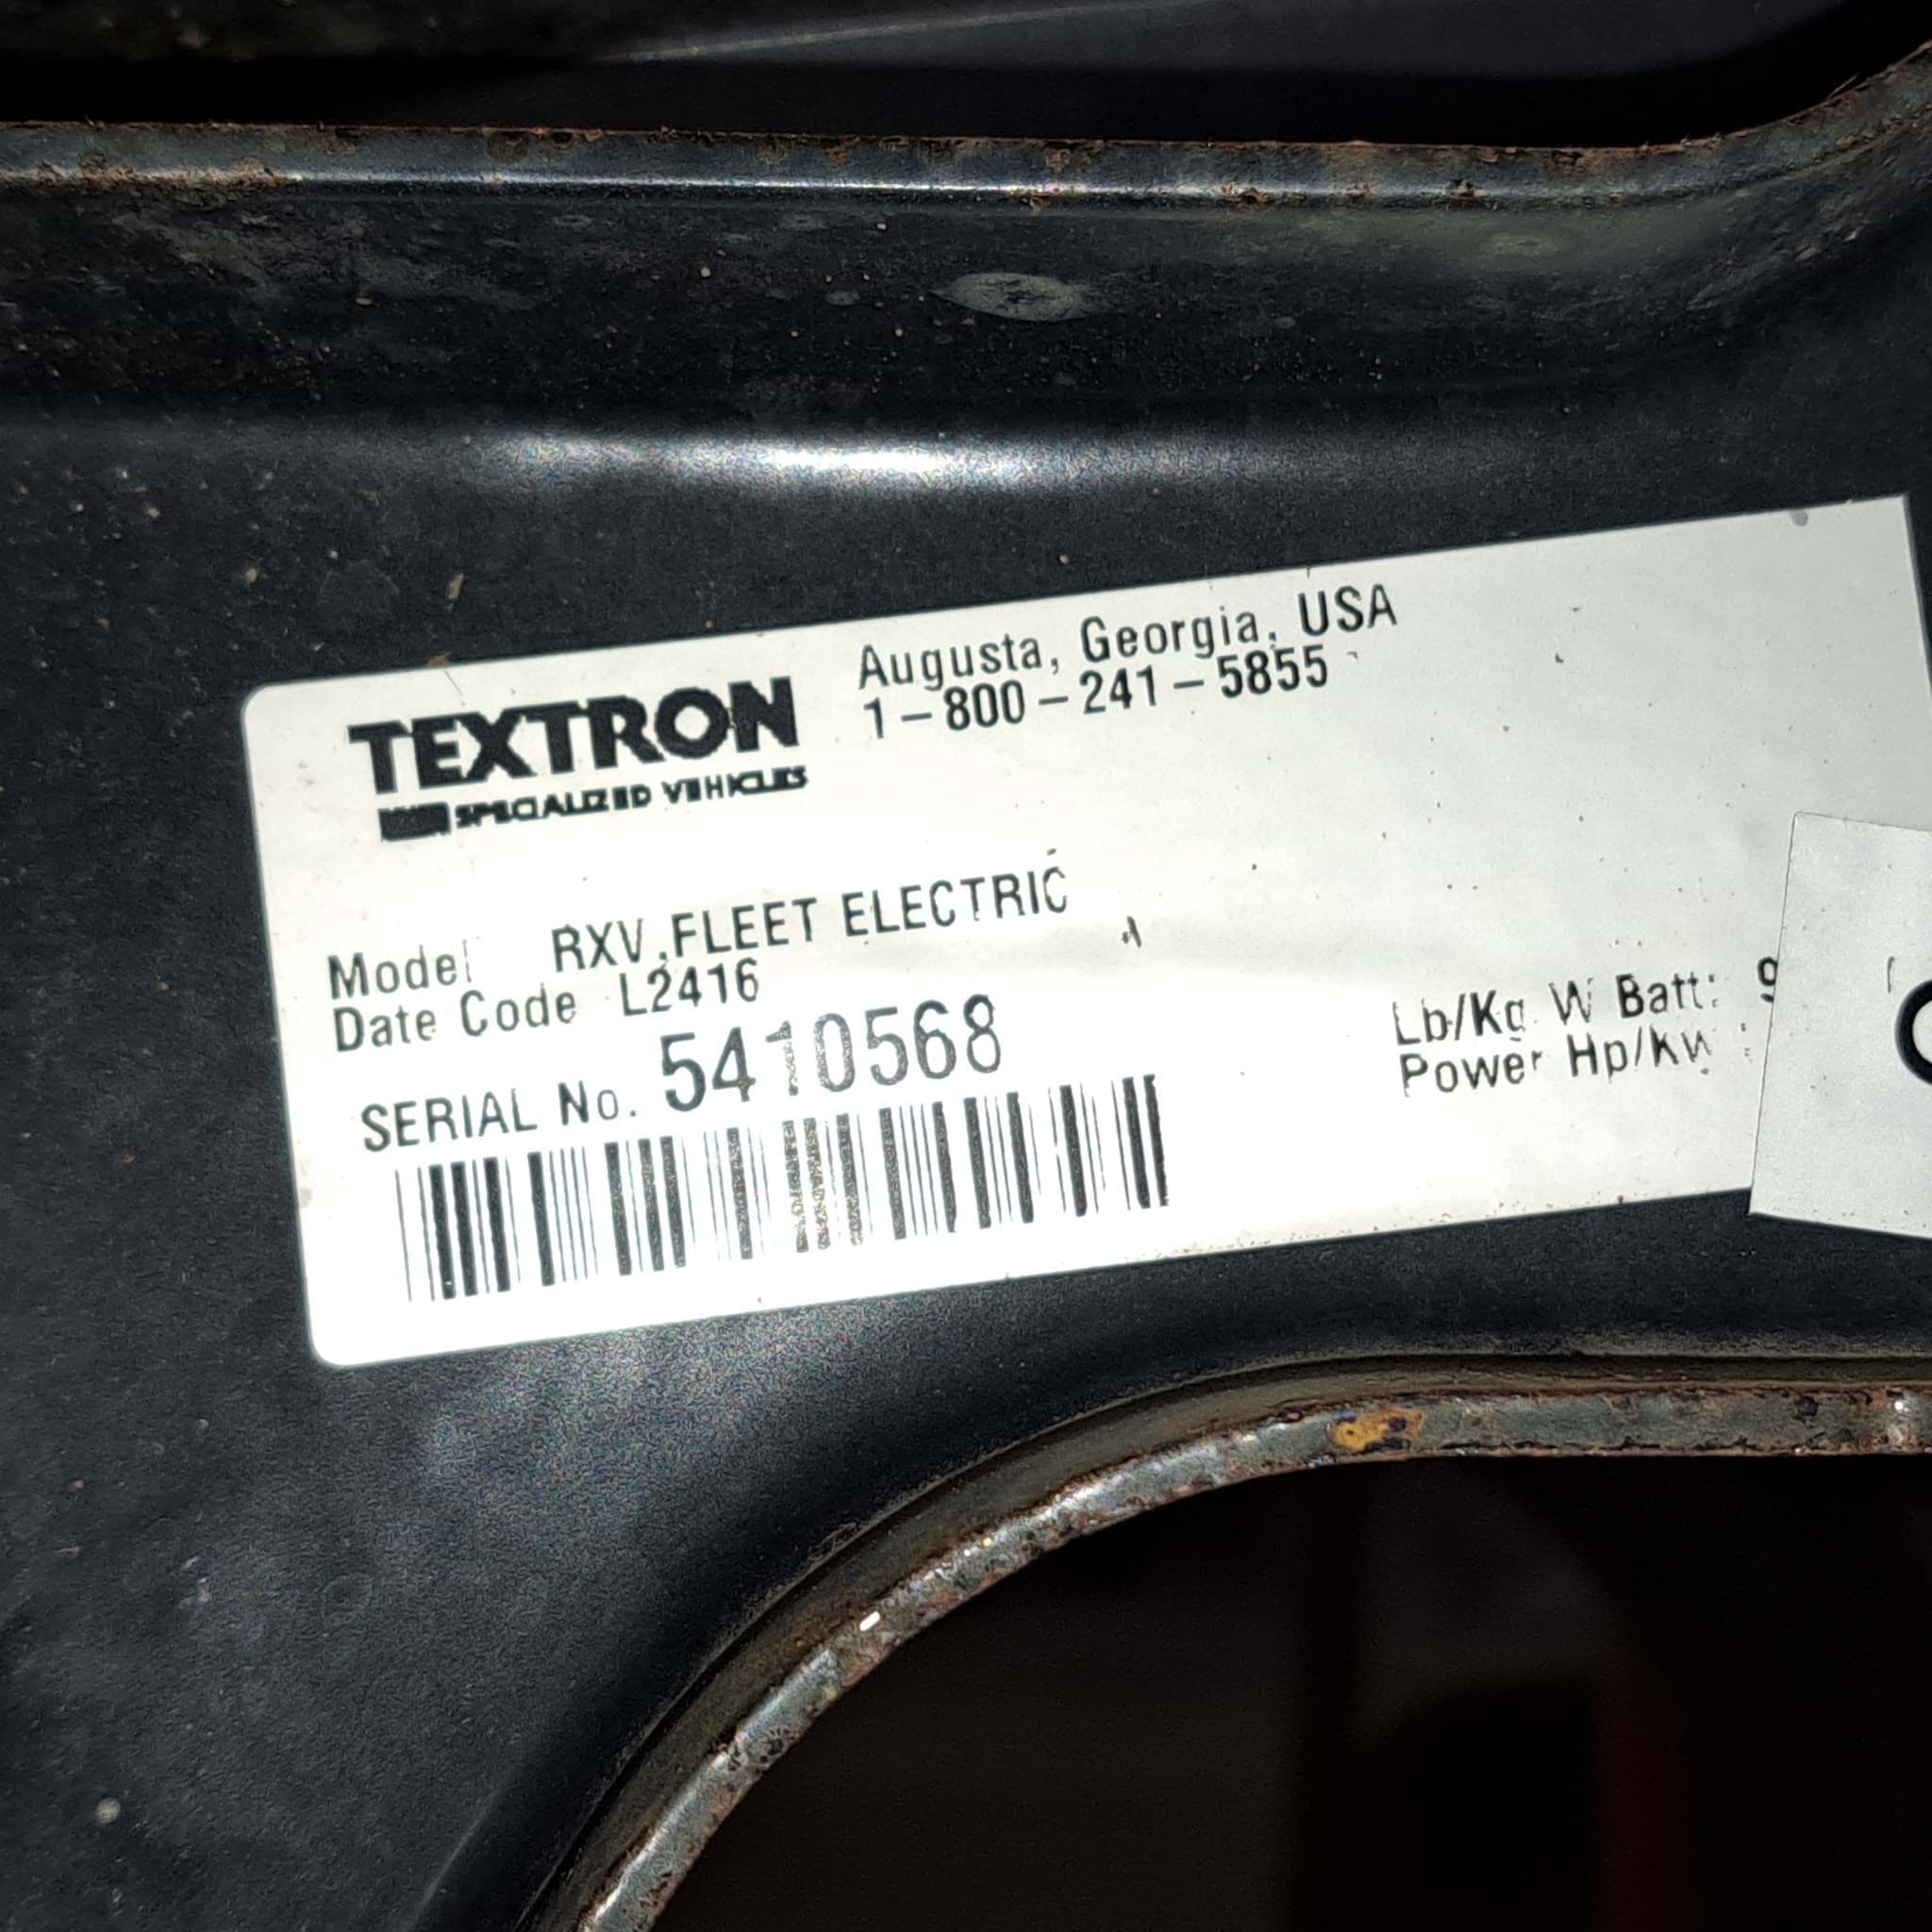 TEXTRON
SPECIALIZED VEHICLES
Augusta, Georgia, USA
1-800-241-5855
Model RXV FLEET ELECTRIC
Date Code L2416
SERIAL No. 5410568
Lb/Kg W Batt: 9
Power Hp/kw :